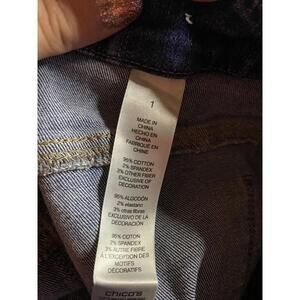 1
MADE IN
CHINA
HECHO EN
CHINA
FABRIQUÉ EN
CHINE
95% COTTON
2% SPANDEX
3% OTHER FIBER
EXCLUSIVE OF
DECORATION
95% ALGODÓN
2% elastano
3% otras fibras
EXCLUSIVO DE LA
DECORACIÓN
95% COTON
2% SPANDEX
3% AUTRE FIBRE
À L'EXCEPTION DES
MOTIFS
DÉCORATIFS
chico's